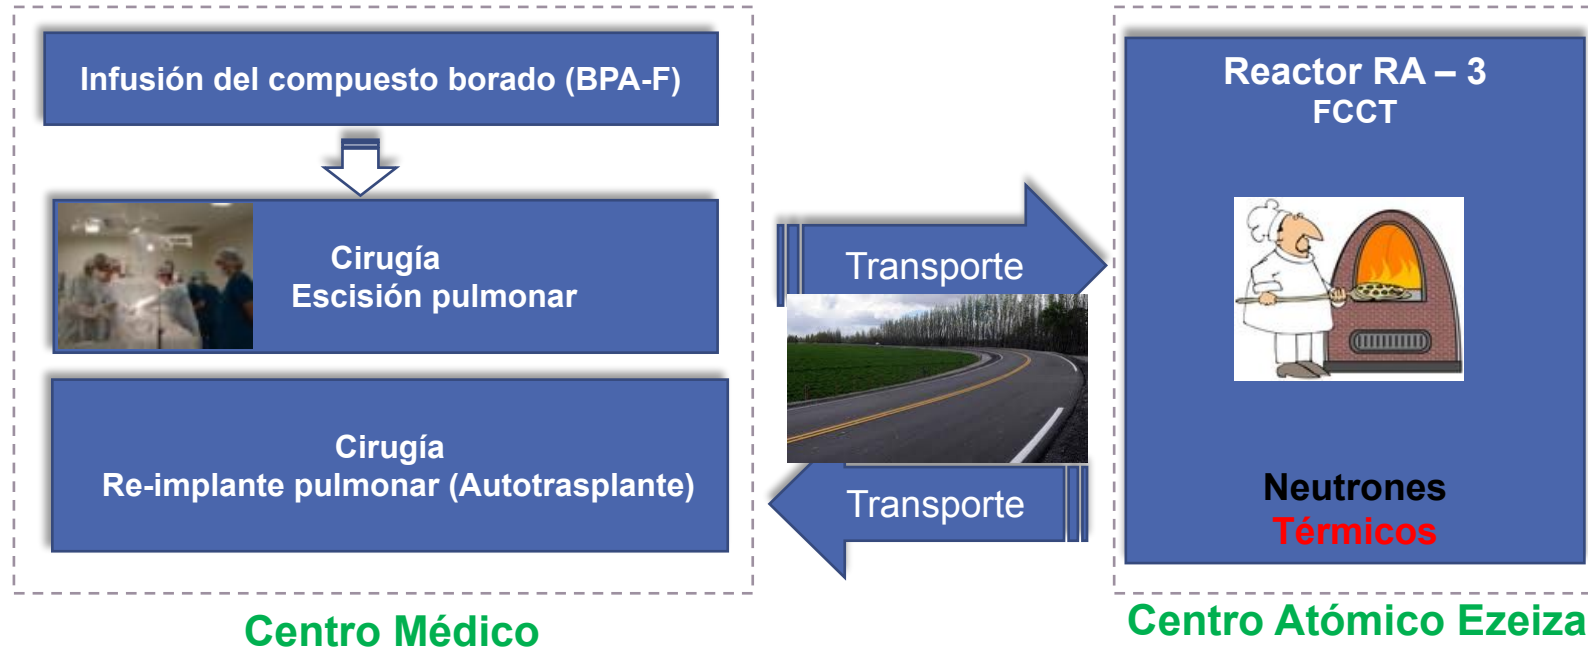 Infusión del compuesto borado (BPA-F)
Cirugía
Escisión pulmonar
Cirugía
Re-implante pulmonar (Autotrasplante)
Centro Médico
Transporte
Transporte
Reactor RA – 3
FCCT
Neutrones
Térmicos
Centro Atómico Ezeiza